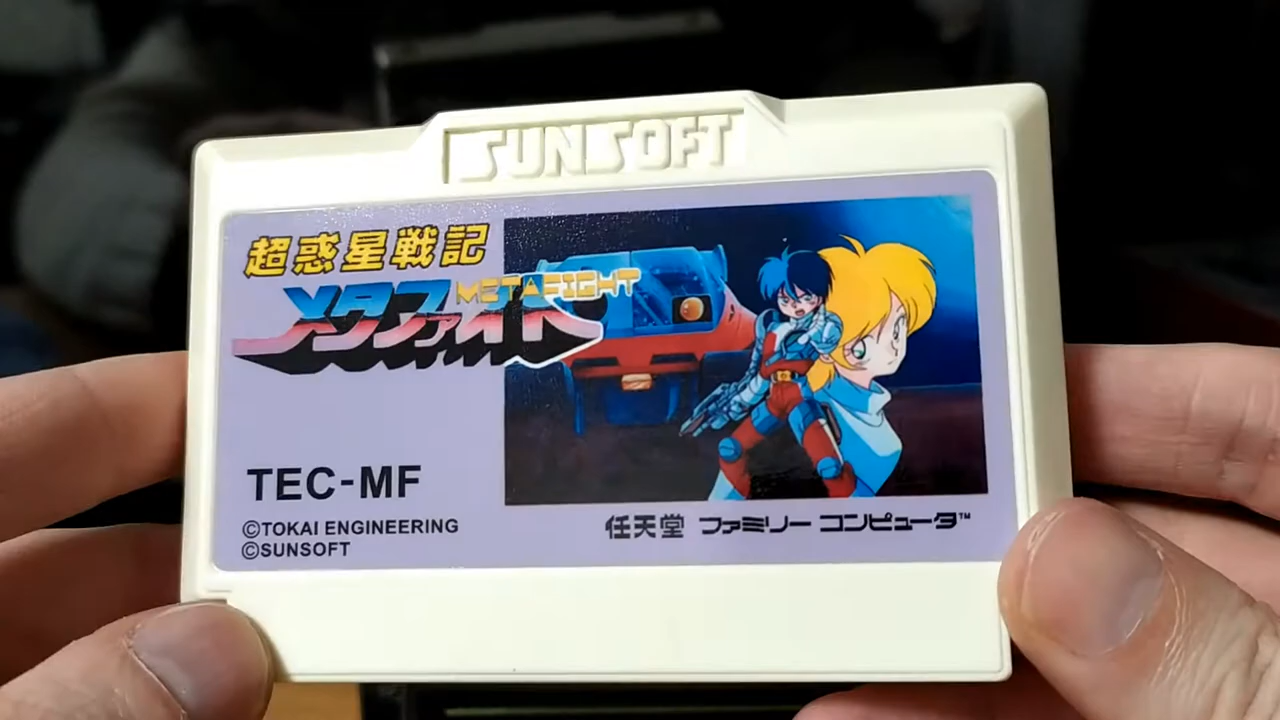 SUNSOFT
超惑星戦記
メタファイト
METAFIGHT
TEC-MF
©TOKAI ENGINEERING
©SUNSOFT
任天堂 ファミリー コンピュータ™